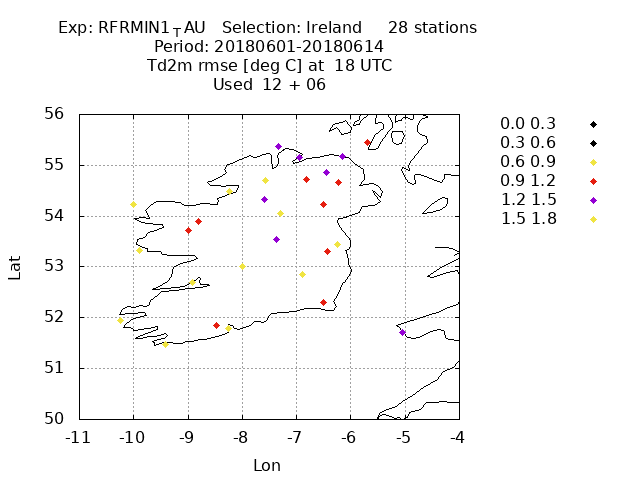 Exp: RFRMIN1TAU Selection: Ireland 28 stations
Period: 20180601-20180614
Td2m rmse [deg C] at 18 UTC
Used 12 + 06
56
55
54
53
52
51
50
-11 -10 -9 -8 -7 -6 -5 -4
Lat
Lon
0.0 0.3
0.3 0.6
0.6 0.9
0.9 1.2
1.2 1.5
1.5 1.8